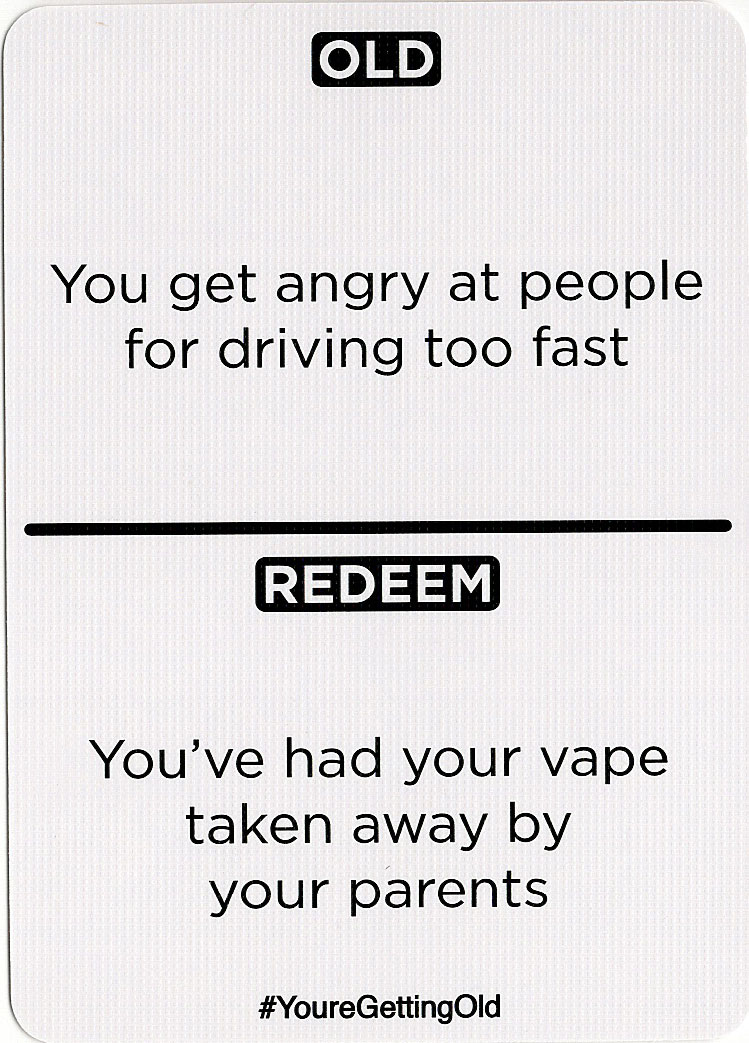 OLD
You get angry at people
for driving too fast
REDEEM
You've had your vape
taken away by
your parents
#YoureGettingOld